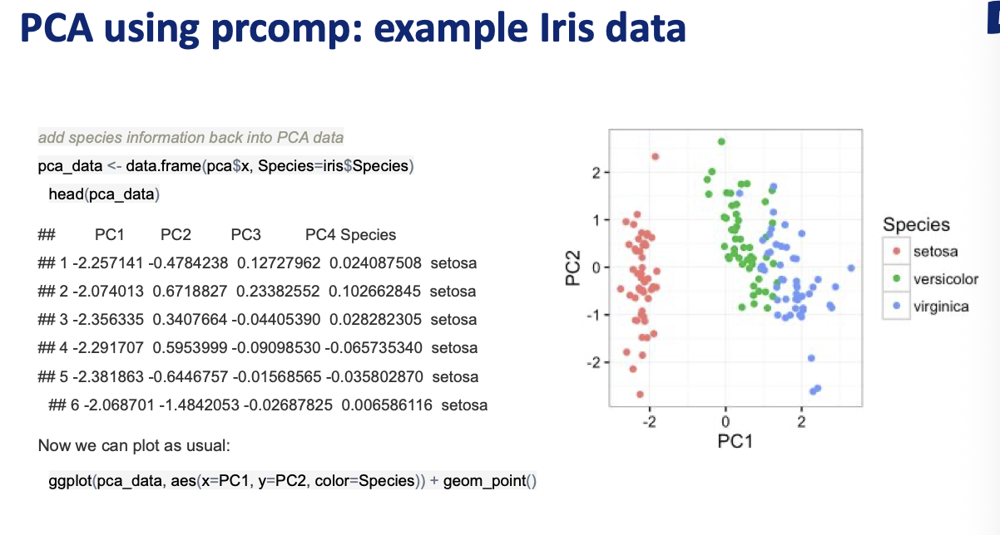 PCA using prcomp: example Iris data
add species information back into PCA data
pca_data <- data.frame(pca$x, Species=iris$Species)
head(pca_data)
## PC1 PC2 PC3 PC4 Species
## 1 -2.257141 -0.4784238 0.12727962 0.024087508 setosa
## 2 -2.074013 0.6718827 0.23382552 0.102662845 setosa
## 3 -2.356335 0.3407664 -0.04405390 0.028282305 setosa
## 4 -2.291707 0.5953999 -0.09098530 -0.065735340 setosa
## 5 -2.381863 -0.6446757 -0.01568565 -0.035802870 setosa
## 6 -2.068701 -1.4842053 -0.02687825 0.006586116 setosa
Now we can plot as usual:
ggplot(pca_data, aes(x=PC1, y=PC2, color=Species)) + geom_point()
PC2
2
1
0
-1
-2
-2 0 2
PC1
Species
setosa
versicolor
virginica